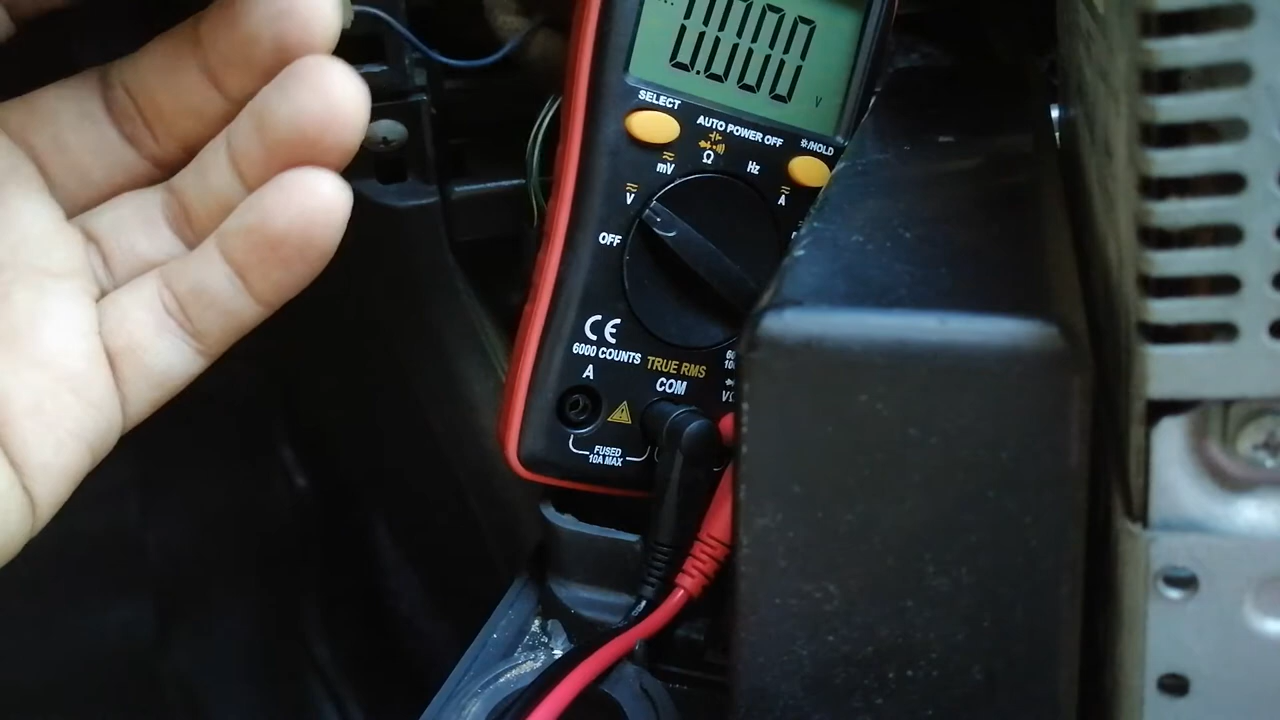 0.000
V
SELECT
AUTO POWER OFF
☼/HOLD
mV
Ω
Hz
V
A
OFF
CE
6000 COUNTS
TRUE RMS
A
COM
FUSED
10A MAX